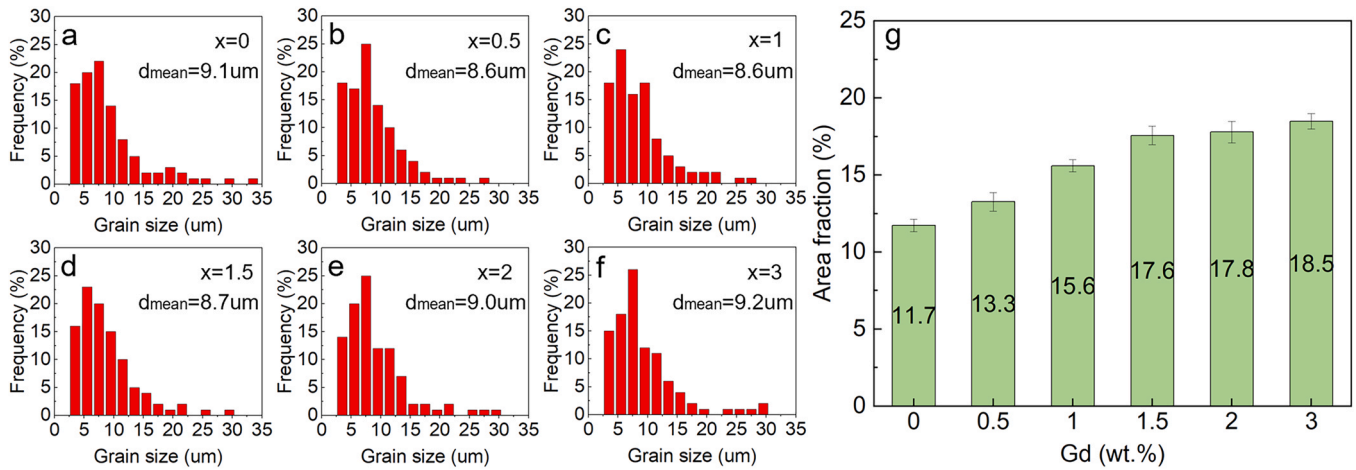 a
x=0
dmean=9.1um
Frequency (%)
30
25
20
15
10
5
0
0 5 10 15 20 25 30 35
Grain size (um)
b
x=0.5
dmean=8.6um
Frequency (%)
30
25
20
15
10
5
0
0 5 10 15 20 25 30 35
Grain size (um)
c
x=1
dmean=8.6um
Frequency (%)
30
25
20
15
10
5
0
0 5 10 15 20 25 30 35
Grain size (um)
d
x=1.5
dmean=8.7um
Frequency (%)
30
25
20
15
10
5
0
0 5 10 15 20 25 30 35
Grain size (um)
e
x=2
dmean=9.0um
Frequency (%)
30
25
20
15
10
5
0
0 5 10 15 20 25 30 35
Grain size (um)
f
x=3
dmean=9.2um
Frequency (%)
30
25
20
15
10
5
0
0 5 10 15 20 25 30 35
Grain size (um)
g
Area fraction (%)
25
20
15
10
5
0
11.7 13.3 15.6 17.6 17.8 18.5
0 0.5 1 1.5 2 3
Gd (wt.%)